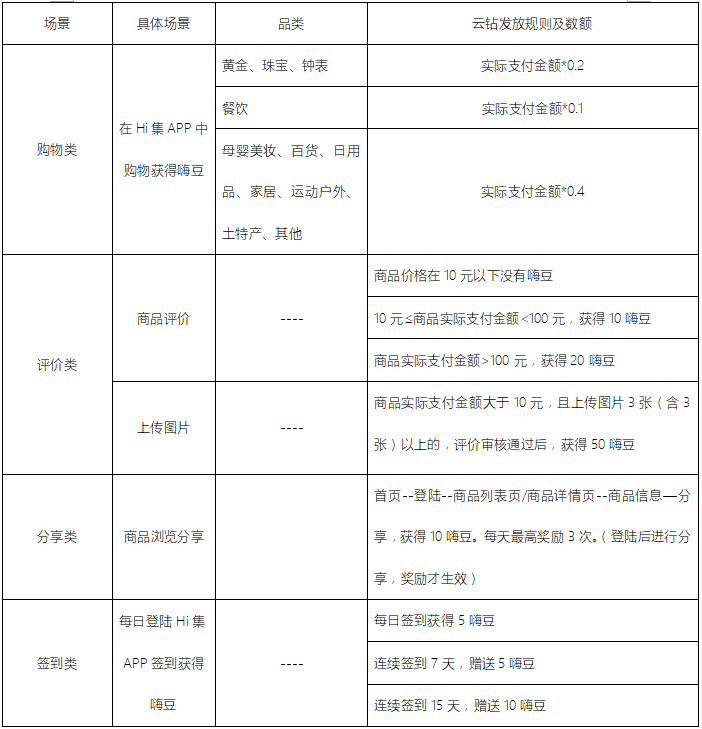 场景 具体场景 品类 云钻发放规则及数额
购物类
在 Hi 集 APP 中
购物获得嗨豆
黄金、珠宝、钟表
实际支付金额*0.2
餐饮
实际支付金额*0.1
母婴美妆、百货、日用
品、家居、运动户外、
土特产、其他
实际支付金额*0.4
评价类
商品评价
----
商品价格在 10 元以下没有嗨豆
10 元≤商品实际支付金额<100 元，获得 10 嗨豆
商品实际支付金额>100 元，获得 20 嗨豆
上传图片
----
商品实际支付金额大于 10 元，且上传图片 3 张（含 3
张）以上的，评价审核通过后，获得 50 嗨豆
分享类
商品浏览分享
首页--登陆--商品列表页/商品详情页--商品信息—分
享，获得 10 嗨豆。每天最高奖励 3 次。（登陆后进行分
享，奖励才生效）
签到类
每日登陆 Hi 集
APP 签到获得
嗨豆
----
每日签到获得 5 嗨豆
连续签到 7 天，赠送 5 嗨豆
连续签到 15 天，赠送 10 嗨豆